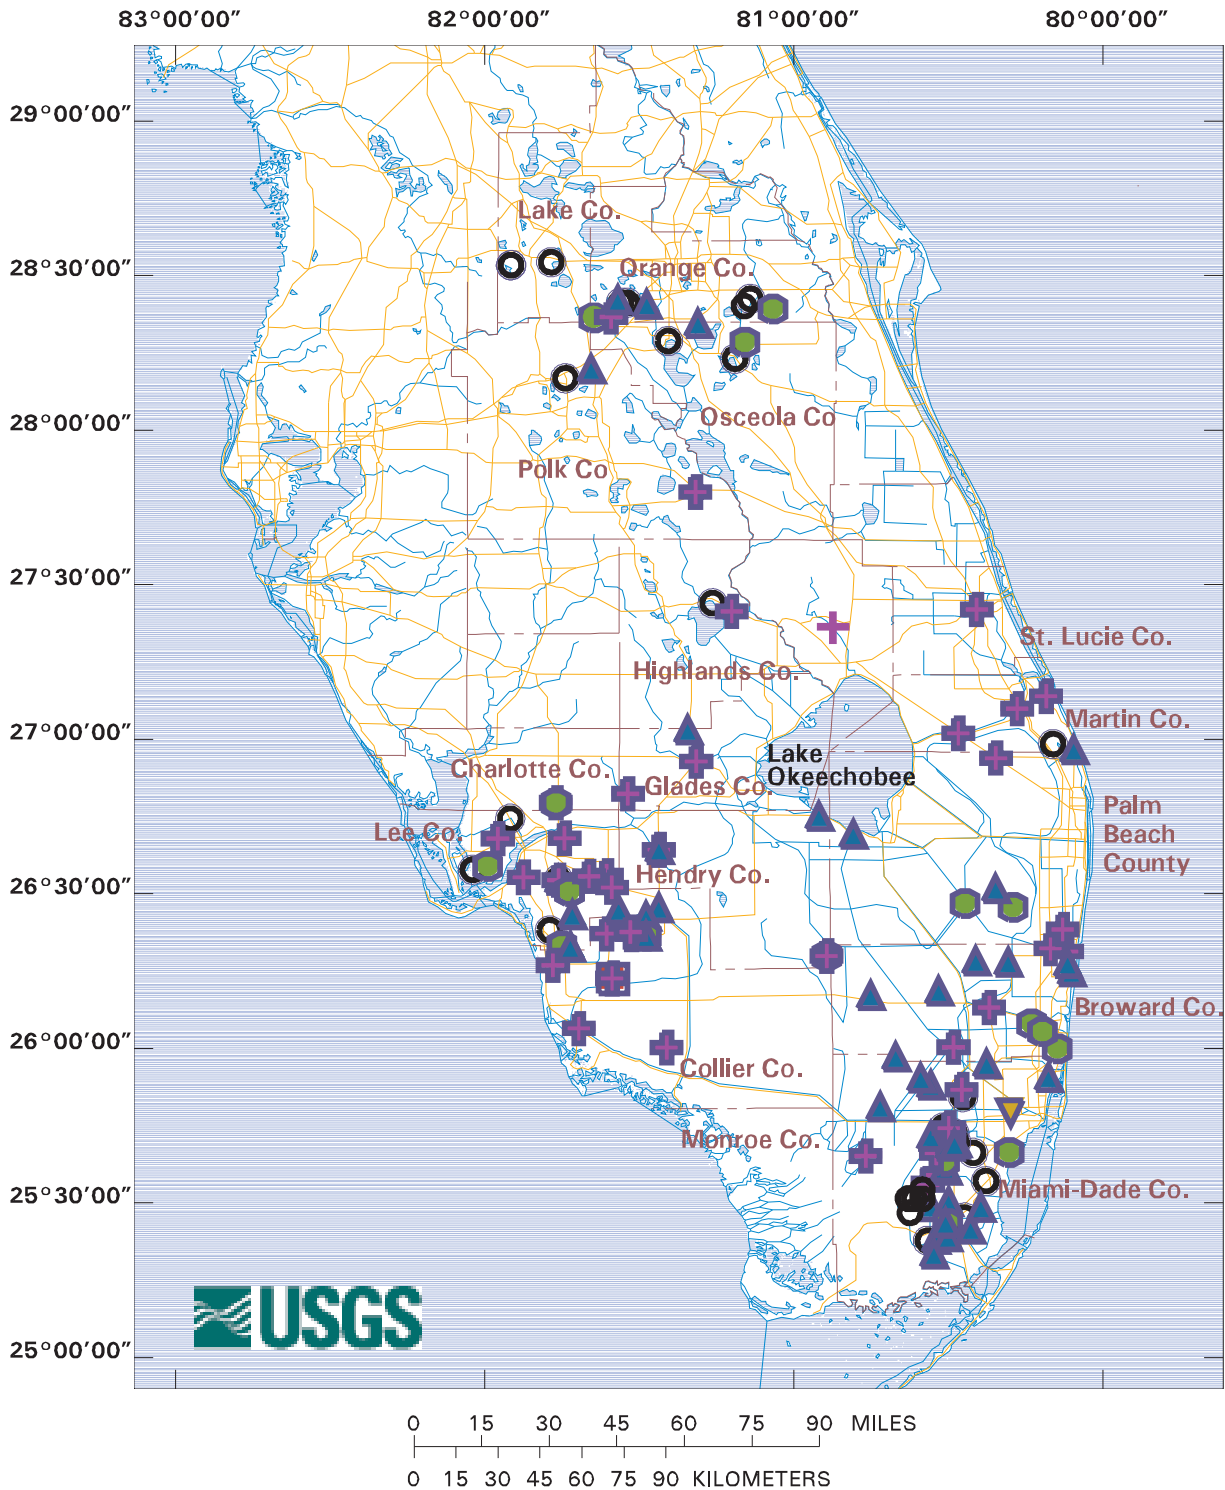 83°00′00″ 82°00′00″ 81°00′00″ 80°00′00″
29°00′00″
Lake Co.
28°30′00″
Orange Co.
28°00′00″
Osceola Co
Polk Co
27°30′00″
St. Lucie Co.
Highlands Co.
27°00′00″
Martin Co.
Lake
Okeechobee
Charlotte Co.
Glades Co.
Palm
Beach
County
Lee Co.
26°30′00″
Hendry Co.
Broward Co.
26°00′00″
Collier Co.
Monroe Co.
25°30′00″
Miami-Dade Co.
USGS
25°00′00″
0 15 30 45 60 75 90 MILES
0 15 30 45 60 75 90 KILOMETERS